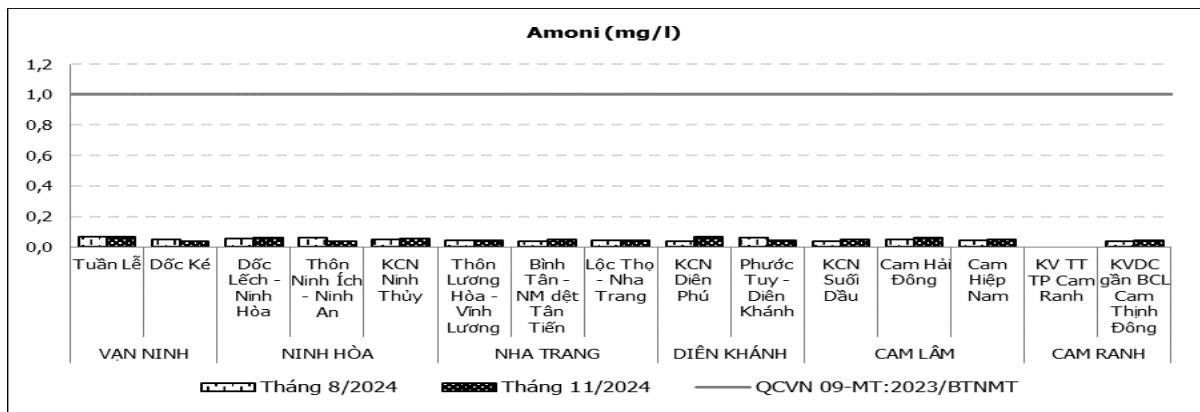 Amoni (mg/l)
1,2
1,0
0,8
0,6
0,4
0,2
0,0
Tuần Lễ
Dốc Ké
Dốc
Lếch -
Ninh
Hòa
Thôn
Ninh Ích
- Ninh
An
KCN
Ninh
Thủy
Thôn
Lương
Hòa -
Vĩnh
Lương
Bình
Tân -
NM dệt
Tân
Tiến
Lộc Thọ
- Nha
Trang
KCN
Diên
Phú
Phước
Tuy -
Diên
Khánh
KCN
Suối
Dầu
Cam Hải
Đông
Cam
Hiệp
Nam
KV TT
TP Cam
Ranh
KVDC
gần BCL
Cam
Thịnh
Đông
VẠN NINH
NINH HÒA
NHA TRANG
DIÊN KHÁNH
CAM LÂM
CAM RANH
Tháng 8/2024
Tháng 11/2024
QCVN 09-MT:2023/BTNMT